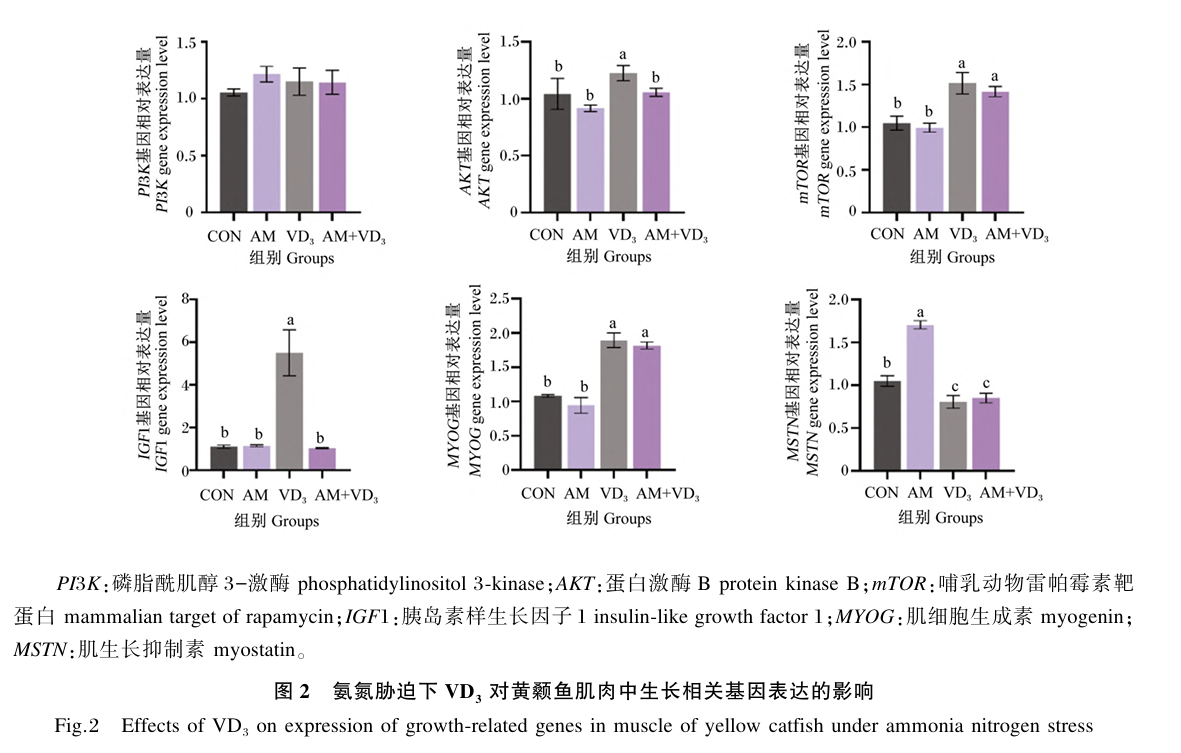 PI3K基因相对表达量
PI3K gene expression level
1.5
1.0
0.5
0
CON AM VD3 AM+VD3
组别 Groups
AKT基因相对表达量
AKT gene expression level
1.5
1.0
0.5
0
b
b
a
b
CON AM VD3 AM+VD3
组别 Groups
mTOR基因相对表达量
mTOR gene expression level
2.0
1.5
1.0
0.5
0
b
b
a
a
CON AM VD3 AM+VD3
组别 Groups
IGF1基因相对表达量
IGF1 gene expression level
8
6
4
2
0
b
b
a
b
CON AM VD3 AM+VD3
组别 Groups
MYOG基因相对表达量
MYOG gene expression level
2.5
2.0
1.5
1.0
0.5
0
b
b
a
a
CON AM VD3 AM+VD3
组别 Groups
MSTN基因相对表达量
MSTN gene expression level
2.0
1.5
1.0
0.5
0
b
a
c
c
CON AM VD3 AM+VD3
组别 Groups
PI3K:磷脂酰肌醇3-激酶 phosphatidylinositol 3-kinase;AKT:蛋白激酶 B protein kinase B;mTOR:哺乳动物雷帕霉素靶
蛋白 mammalian target of rapamycin;IGF1:胰岛素样生长因子1 insulin-like growth factor 1;MYOG:肌细胞生成素 myogenin;
MSTN:肌生长抑制素 myostatin。
图 2 氨氮胁迫下 VD3 对黄颡鱼肌肉中生长相关基因表达的影响
Fig.2 Effects of VD3 on expression of growth-related genes in muscle of yellow catfish under ammonia nitrogen stress